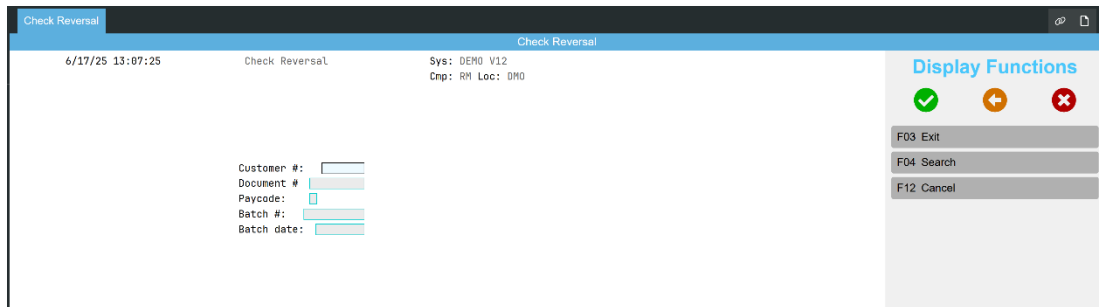 Check Reversal
Check Reversal
6/17/25 13:07:25 Check Reversal Sys: DEMO V12
Cmp: RM Loc: DMO
Customer #:
Document #
Paycode:
Batch #:
Batch date:
Display Functions
F03 Exit
F04 Search
F12 Cancel